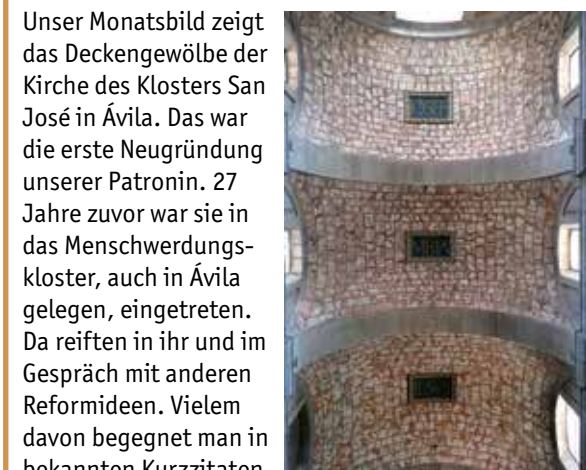 Unser Monatsbild zeigt
das Deckengewölbe der
Kirche des Klosters San
José in Ávila. Das war
die erste Neugründung
unserer Patronin. 27
Jahre zuvor war sie in
das Menschwerdungs-
kloster, auch in Ávila
gelegen, eingetreten.
Da reiften in ihr und im
Gespräch mit anderen
Reformideen. Vielem
davon begegnet man in
bekannten Kurzzitaten